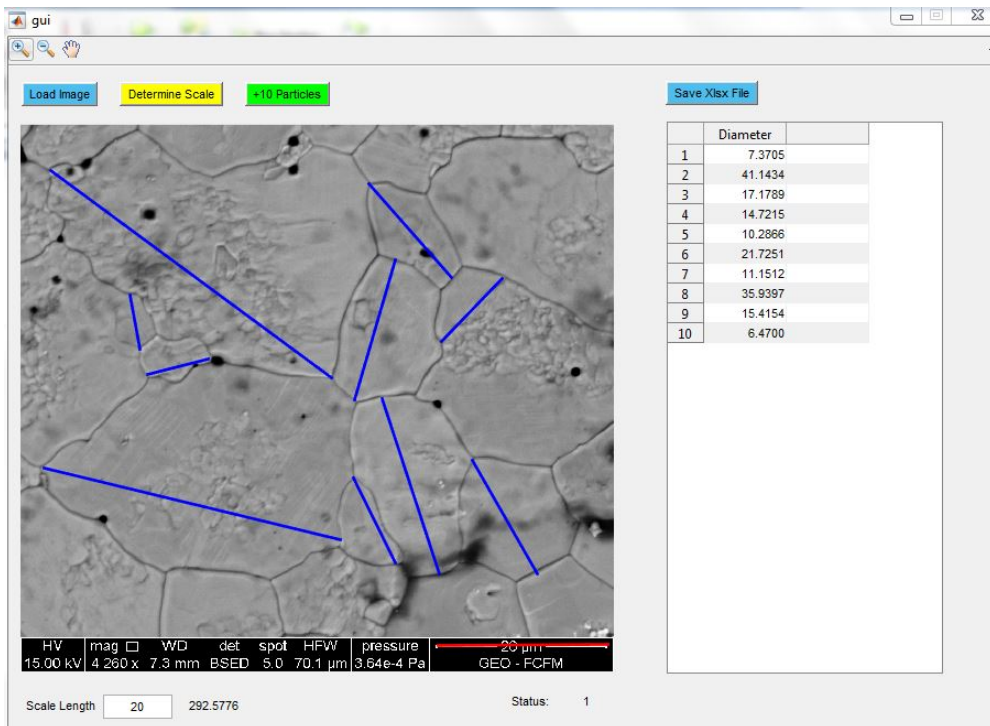 gui
Load Image Determine Scale +10 Particles Save Xlsx File
Diameter
1 7.3705
2 41.1434
3 17.1789
4 14.7215
5 10.2866
6 21.7251
7 11.1512
8 35.9397
9 15.4154
10 6.4700
HV mag □ WD det spot HFW pressure 20 µm
15.00 kV 4 260 x 7.3 mm BSED 5.0 70.1 µm 3.64e-4 Pa GEO - FCFM
Scale Length 20 292.5776 Status: 1